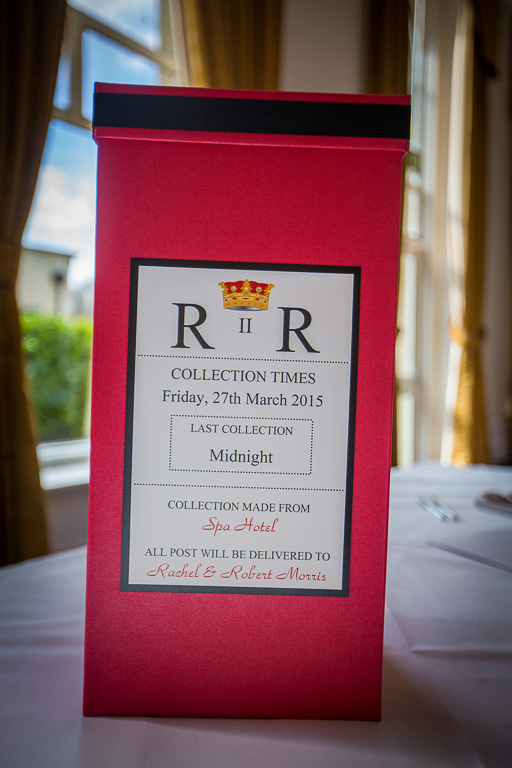 R II R
COLLECTION TIMES
Friday, 27th March 2015
LAST COLLECTION
Midnight
COLLECTION MADE FROM
Spa Hotel
ALL POST WILL BE DELIVERED TO
Rachel & Robert Morris